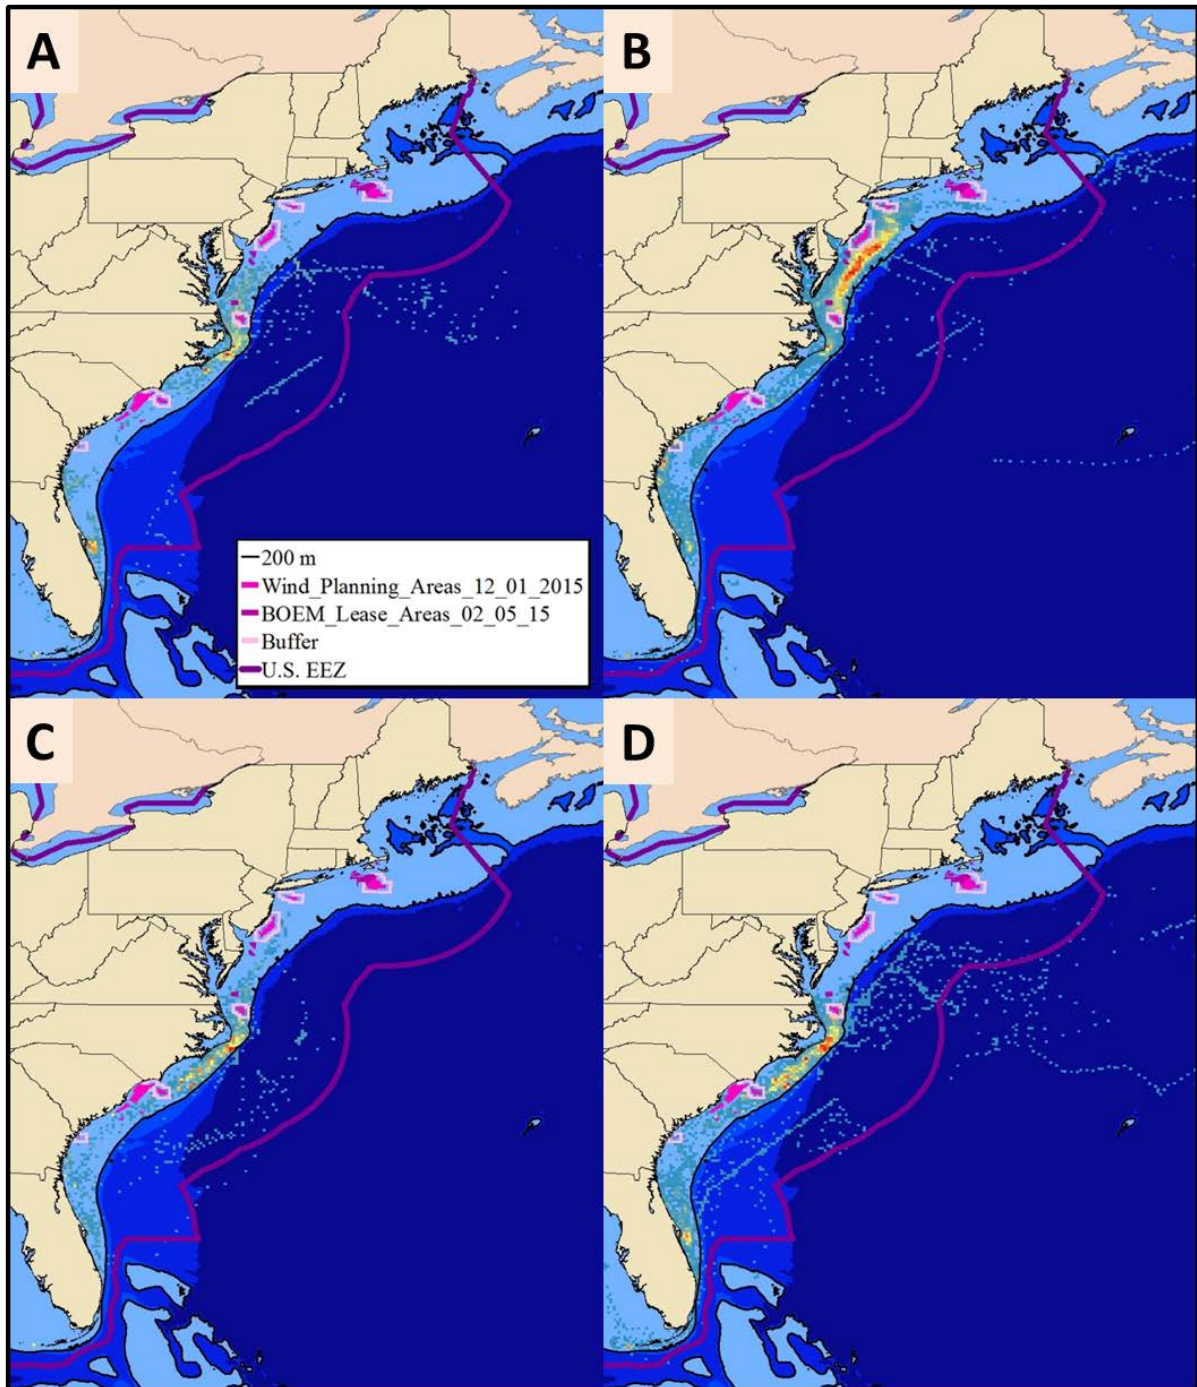 A
B
200 m
Wind_Planning_Areas_12_01_2015
BOEM_Lease_Areas_02_05_15
Buffer
U.S. EEZ
C
D